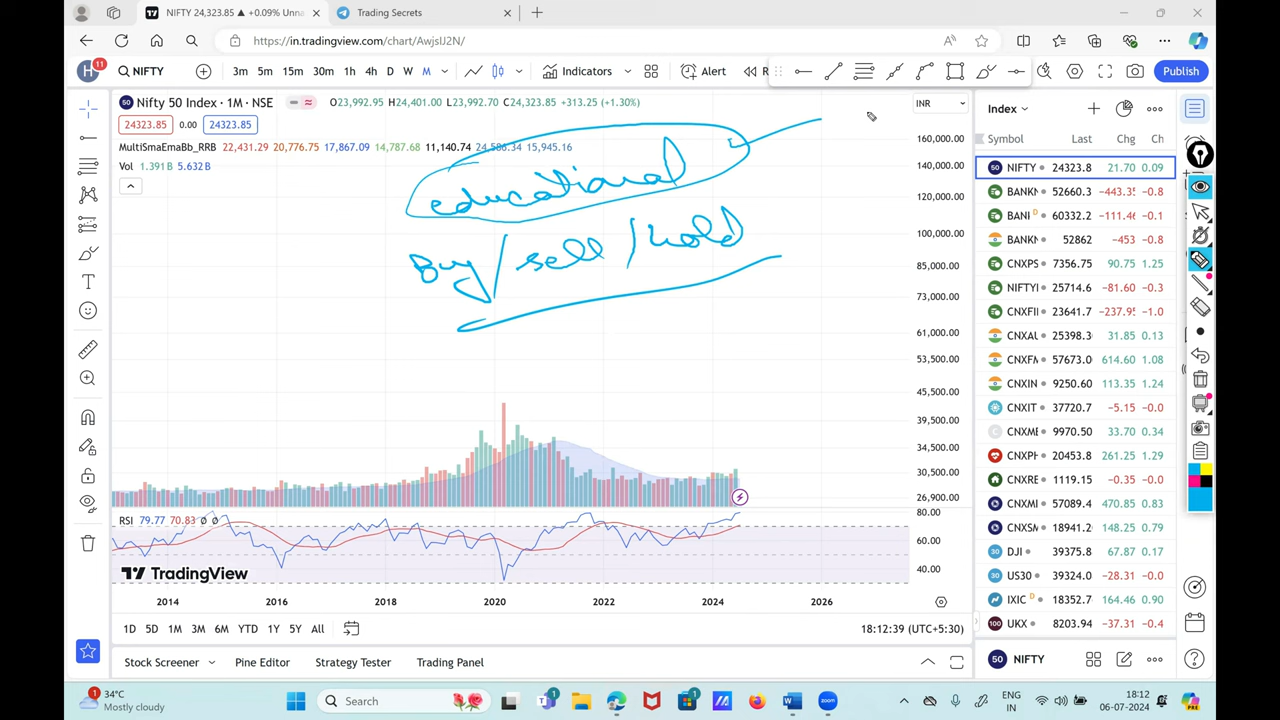 NIFTY 24,323.85 ▲ +0.09% Unna
Trading Secrets
https://in.tradingview.com/chart/AwjsIJ2N/
H 11 NIFTY 3m 5m 15m 30m 1h 4h D W M Indicators Alert R Publish
Nifty 50 Index · 1M · NSE O23,992.95 H24,401.00 L23,992.70 C24,323.85 +313.25 (+1.30%)
24323.85 0.00 24323.85
MultiSmaEmaBb_RRB 22,431.29 20,776.75 17,867.09 14,787.68 11,140.74 24,586.34 15,945.16
Vol 1.391 B 5.632 B
educational
Buy/sell/hold
INR
160,000.00
140,000.00
120,000.00
100,000.00
85,000.00
73,000.00
61,000.00
53,500.00
45,500.00
39,500.00
34,500.00
30,500.00
26,900.00
RSI 79.77 70.83 Ø Ø
80.00
60.00
40.00
TradingView
2014 2016 2018 2020 2022 2024 2026
1D 5D 1M 3M 6M YTD 1Y 5Y All
18:12:39 (UTC+5:30)
Stock Screener Pine Editor Strategy Tester Trading Panel
Index
Symbol Last Chg Ch
50 NIFTY 24323.8 21.70 0.09
BANKN 52660.3 -443.35 -0.8
BANI D 60332.2 -111.46 -0.1
BANKN 52862 -453 -0.8
CNXPS 7356.75 90.75 1.25
NIFTYI 25714.6 -81.60 -0.3
CNXFII 23641.7 -237.95 -1.0
CNXAU 25398.3 31.85 0.13
CNXFM 57673.0 614.60 1.08
CNXIN 9250.60 113.35 1.24
CNXIT 37720.7 -5.15 -0.0
CNXME 9970.50 33.70 0.34
CNXPH 20453.8 261.25 1.29
CNXRE 1119.15 -0.35 -0.0
CNXMI 57089.4 470.85 0.83
CNXSM 18941.2 148.25 0.79
30 DJI 39375.8 67.87 0.17
30 US30 39324.0 -28.31 -0.0
IXIC D 18352.7 164.46 0.90
100 UKX 8203.94 -37.31 -0.4
50 NIFTY
1 34°C
Mostly cloudy
Search
ENG
IN
18:12
06-07-2024